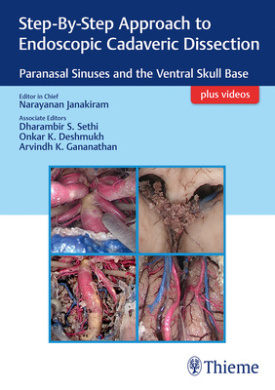 Step-By-Step Approach to
Endoscopic Cadaveric Dissection
Paranasal Sinuses and the Ventral Skull Base
plus videos
Editor in Chief
Narayanan Janakiram
Associate Editors
Dharambir S. Sethi
Onkar K. Deshmukh
Arvindh K. Gananathan
Thieme